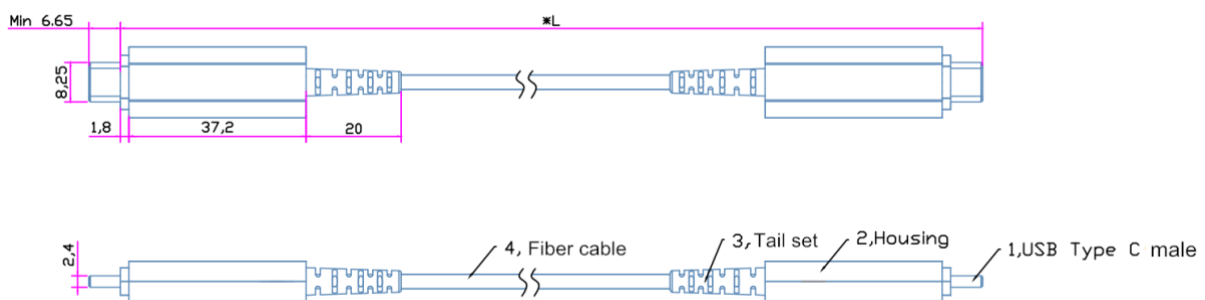 Min 6.65
*L
8,25
1,8
37,2
20
2,4
4, Fiber cable
3, Tail set
2,Housing
1,USB Type C male